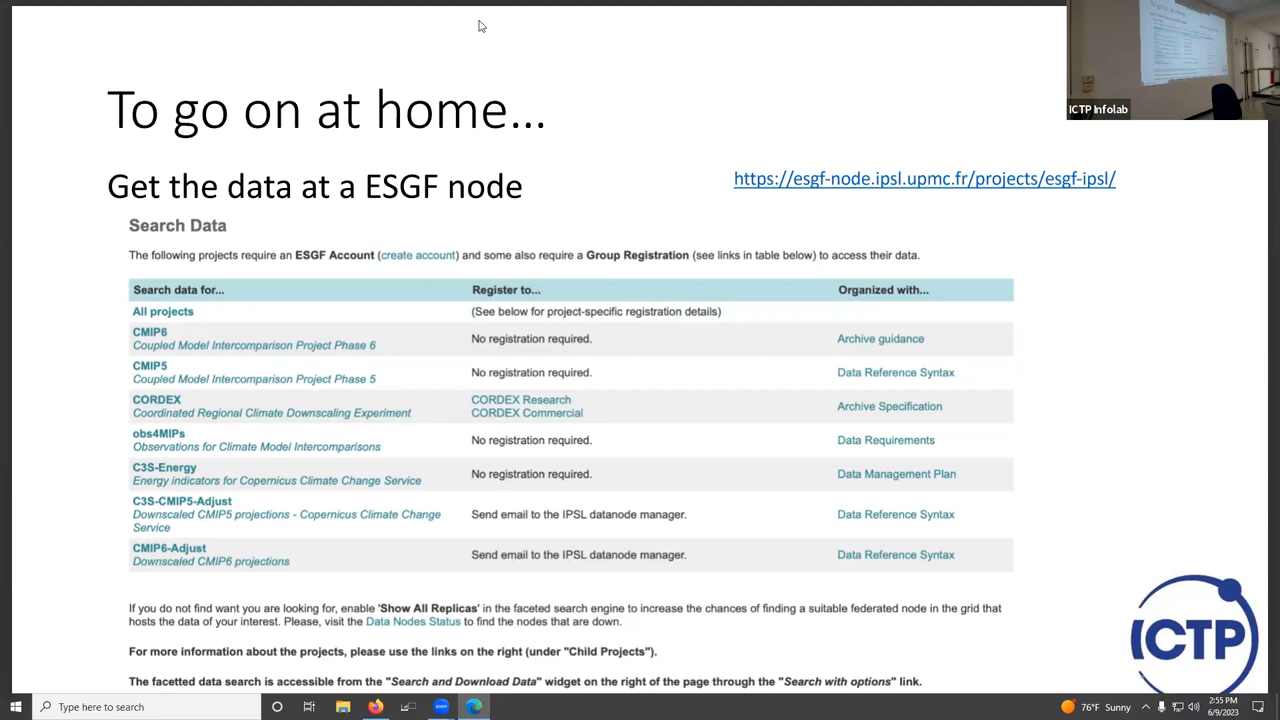 To go on at home...
ICTP Infolab
Get the data at a ESGF node
https://esgf-node.ipsl.upmc.fr/projects/esgf-ipsl/
Search Data
The following projects require an ESGF Account (create account) and some also require a Group Registration (see links in table below) to access their data.
Search data for... Register to... Organized with...
All projects (See below for project-specific registration details)
CMIP6
Coupled Model Intercomparison Project Phase 6 No registration required. Archive guidance
CMIP5
Coupled Model Intercomparison Project Phase 5 No registration required. Data Reference Syntax
CORDEX CORDEX Research
Coordinated Regional Climate Downscaling Experiment CORDEX Commercial Archive Specification
obs4MIPs
Observations for Climate Model Intercomparisons No registration required. Data Requirements
C3S-Energy
Energy indicators for Copernicus Climate Change Service No registration required. Data Management Plan
C3S-CMIP5-Adjust
Downscaled CMIP5 projections - Copernicus Climate Change Send email to the IPSL datanode manager. Data Reference Syntax
Service
CMIP6-Adjust
Downscaled CMIP6 projections Send email to the IPSL datanode manager. Data Reference Syntax
If you do not find want you are looking for, enable 'Show All Replicas' in the faceted search engine to increase the chances of finding a suitable federated node in the grid that
hosts the data of your interest. Please, visit the Data Nodes Status to find the nodes that are down.
For more information about the projects, please use the links on the right (under "Child Projects").
The facetted data search is accessible from the "Search and Download Data" widget on the right of the page through the "Search with options" link.
ICTP
Type here to search
zoom
76°F Sunny
2:55 PM
6/9/2023